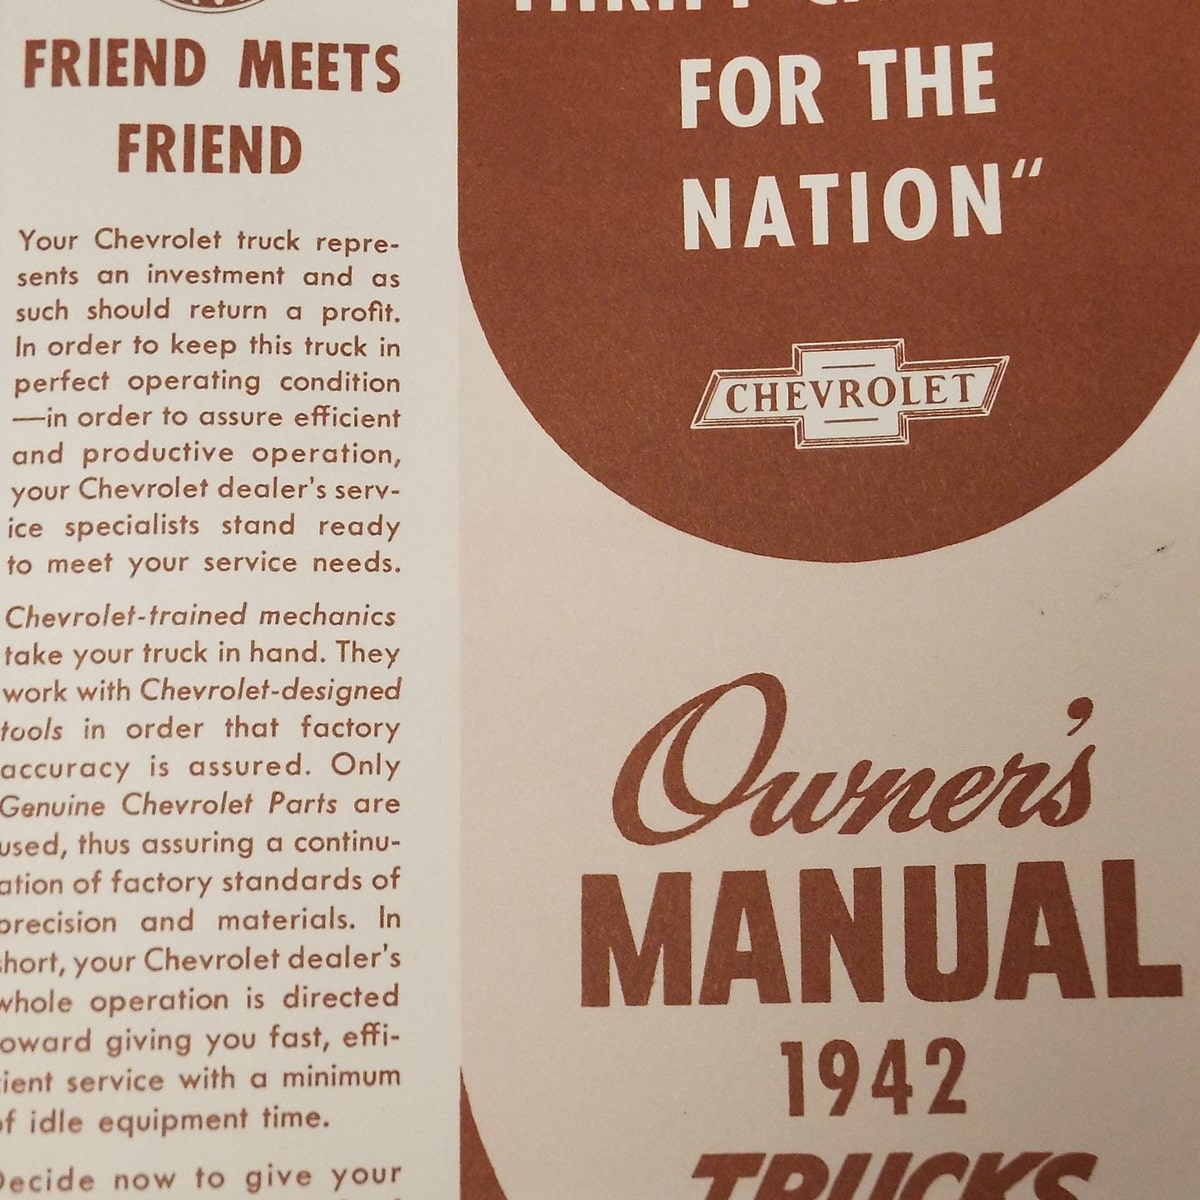 FRIEND MEETS
FRIEND
Your Chevrolet truck repre-
sents an investment and as
such should return a profit.
In order to keep this truck in
perfect operating condition
—in order to assure efficient
and productive operation,
your Chevrolet dealer's serv-
ice specialists stand ready
to meet your service needs.
Chevrolet-trained mechanics
take your truck in hand. They
work with Chevrolet-designed
tools in order that factory
accuracy is assured. Only
Genuine Chevrolet Parts are
used, thus assuring a continu-
ation of factory standards of
precision and materials. In
short, your Chevrolet dealer's
whole operation is directed
oward giving you fast, effi-
cient service with a minimum
of idle equipment time.
Decide now to give your
THRIFT
FOR THE
NATION“
CHEVROLET
Owner's
MANUAL
1942
TRUCKS